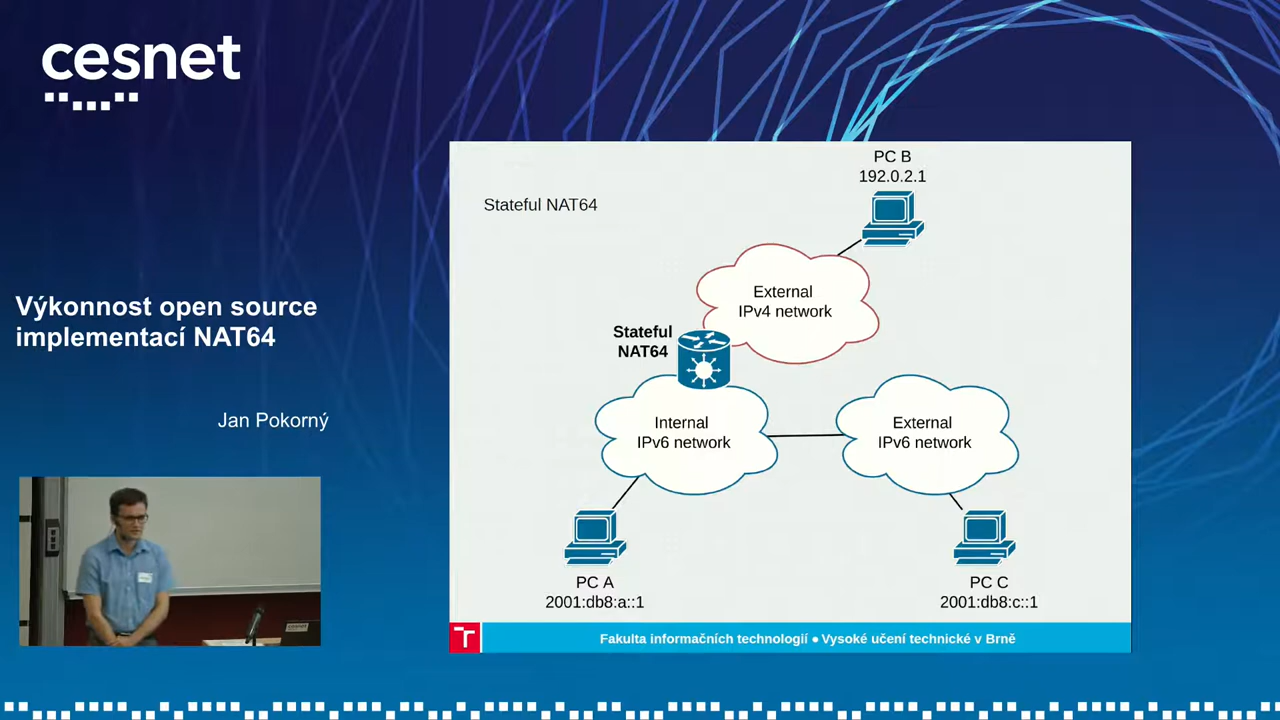 cesnet
Výkonnost open source
implementací NAT64
Jan Pokorný
Stateful NAT64
PC B
192.0.2.1
External
IPv4 network
Stateful
NAT64
Internal
IPv6 network
External
IPv6 network
PC A
2001:db8:a::1
PC C
2001:db8:c::1
Fakulta informačních technologií ● Vysoké učení technické v Brně